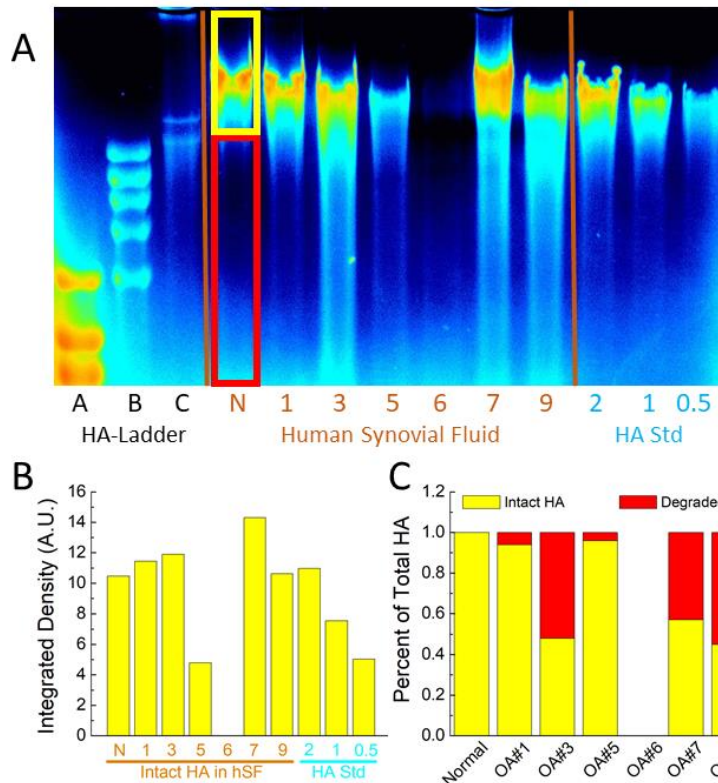 A
A B C N 1 3 5 6 7 9 2 1 0.5
HA-Ladder Human Synovial Fluid HA Std
B
Integrated Density (A.U.)
16
14
12
10
8
6
4
2
0
N 1 3 5 6 7 9 2 1 0.5
Intact HA in hSF HA Std
C
Percent of Total HA
1.2
1.0
0.8
0.6
0.4
0.2
0.0
Intact HA Degrade
Normal OA#1 OA#3 OA#5 OA#6 OA#7